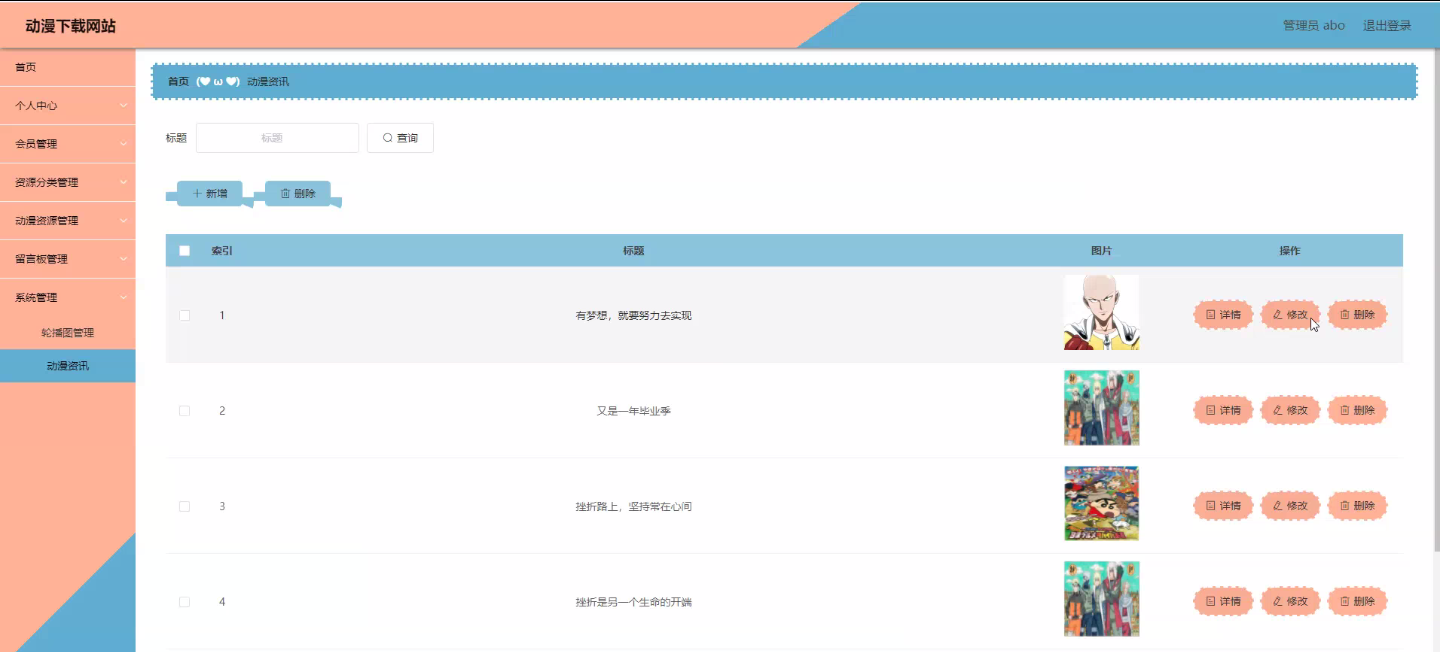 动漫下载网站
管理员 abo 退出登录
首页
个人中心
会员管理
资源分类管理
动漫资源管理
留言板管理
系统管理
轮播图管理
动漫资讯
首页 (❤ ω ❤) 动漫资讯
标题 标题 查询
新增 删除
索引 标题 图片 操作
1 有梦想，就要努力去实现 详情 修改 删除
2 又是一年毕业季 详情 修改 删除
3 挫折路上，坚持常在心间 详情 修改 删除
4 挫折是另一个生命的开端 详情 修改 删除